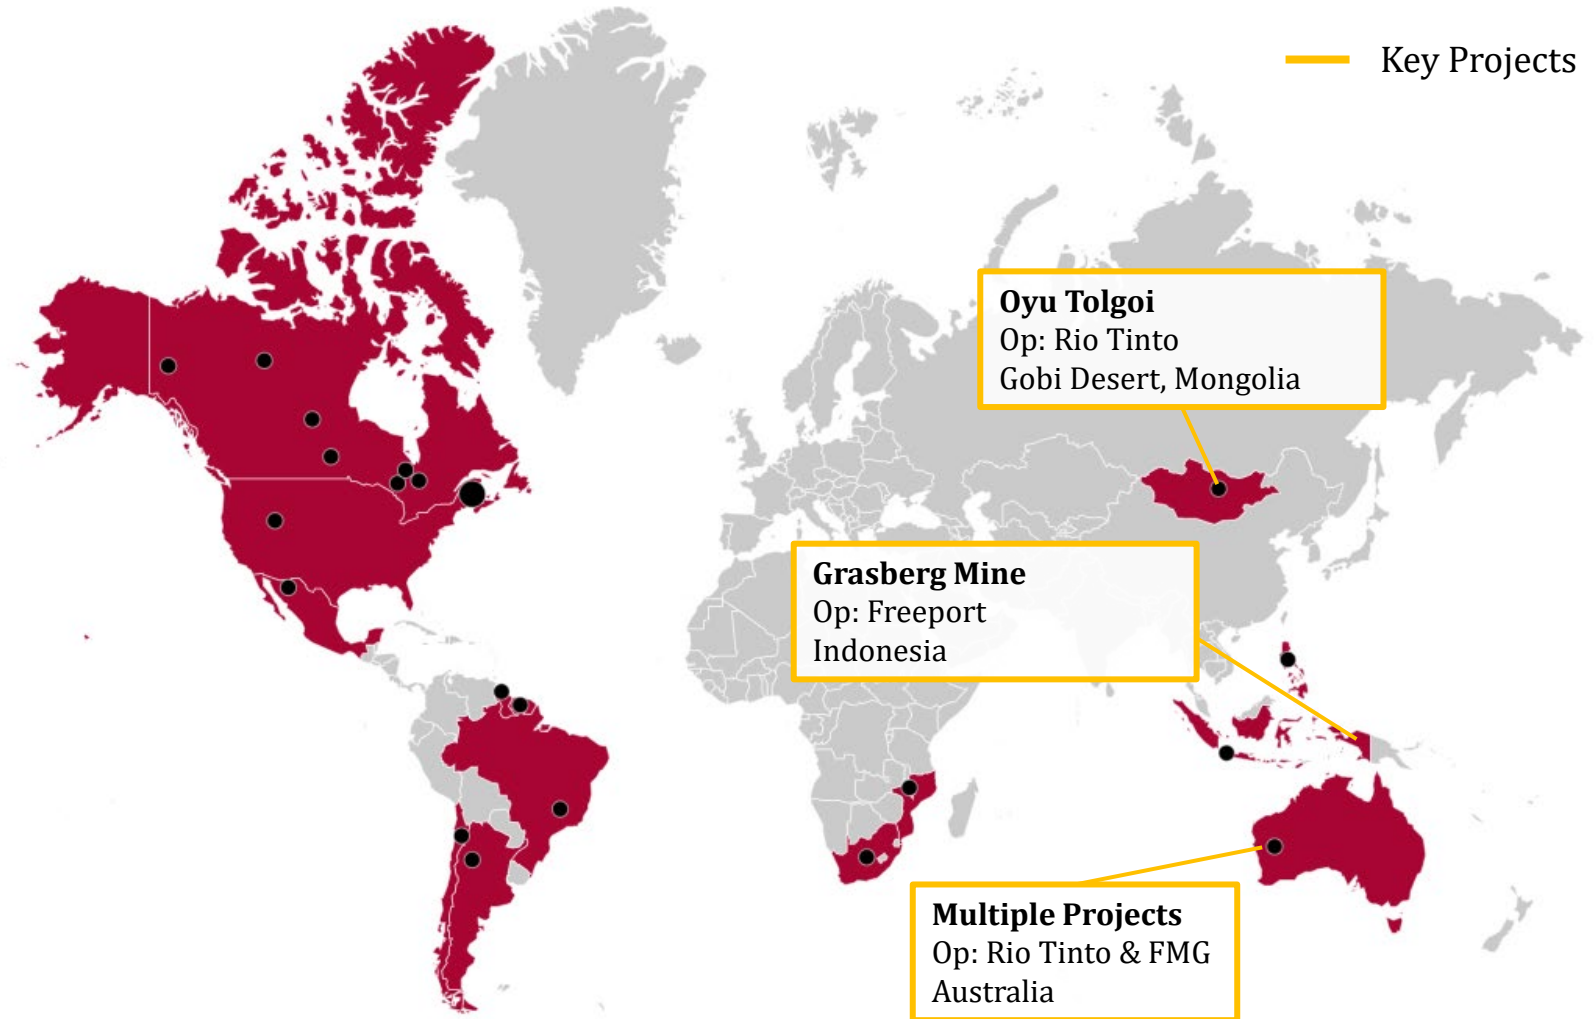 Key Projects
Oyu Tolgoi
Op: Rio Tinto
Gobi Desert, Mongolia
Grasberg Mine
Op: Freeport
Indonesia
Multiple Projects
Op: Rio Tinto & FMG
Australia